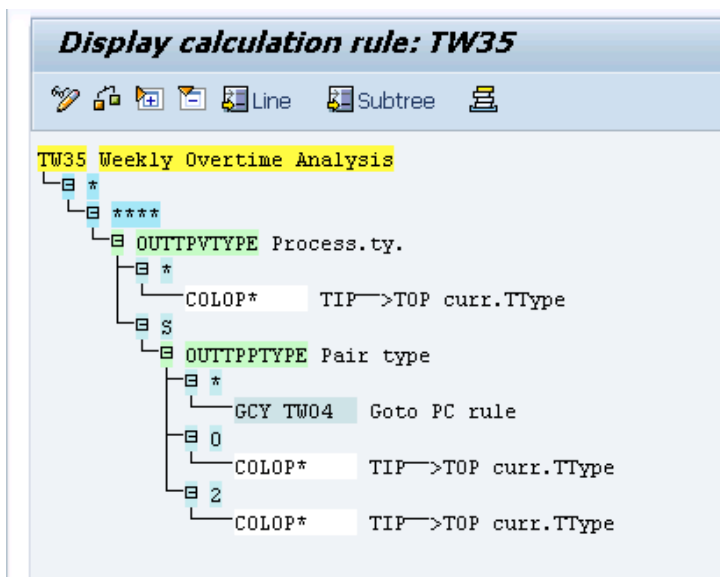 Display calculation rule: TW35
Line Subtree
TW35 Weekly Overtime Analysis
*
****
OUTTPVTYPE Process.ty.
*
COLOP* TIP—>TOP curr.TType
S
OUTTPPTYPE Pair type
*
GCY TW04 Goto PC rule
0
COLOP* TIP—>TOP curr.TType
2
COLOP* TIP—>TOP curr.TType